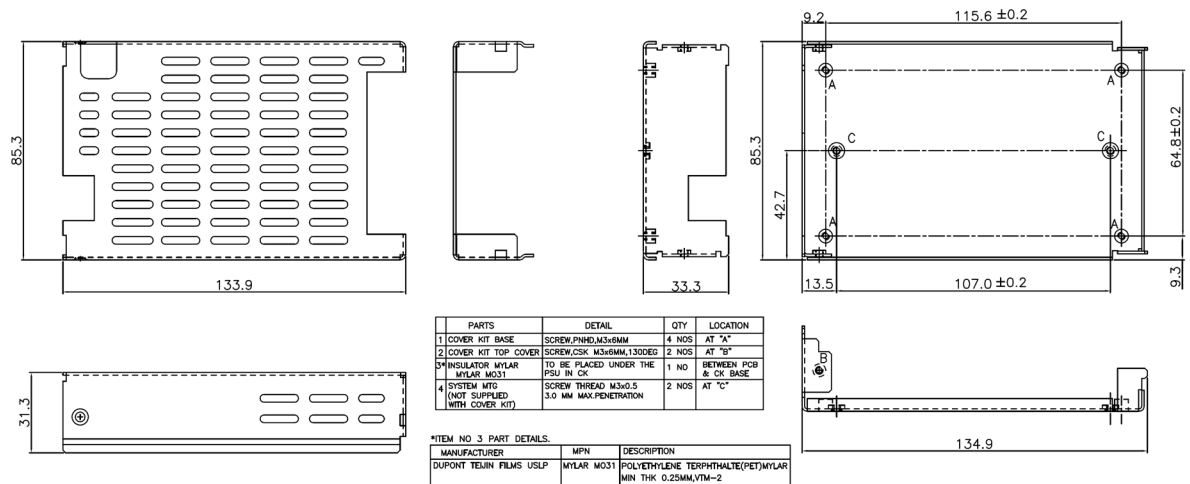 9.2
115.6 ±0.2
85.3
85.3
A
A
C
C
64.8±0.2
42.7
A
A
133.9
33.3
13.5
107.0 ±0.2
9.3
PARTS DETAIL QTY LOCATION
1 COVER KIT BASE SCREW,PNHD,M3x6MM 4 NOS AT "A"
2 COVER KIT TOP COVER SCREW,CSK M3x6MM,130DEG 2 NOS AT "B"
3* INSULATOR MYLAR TO BE PLACED UNDER THE 1 NO BETWEEN PCB
MYLAR MO31 PSU IN CK & CK BASE
4 SYSTEM MTG SCREW THREAD M3x0.5 2 NOS AT "C"
(NOT SUPPLIED 3.0 MM MAX.PENETRATION
WITH COVER KIT)
B
31.3
134.9
*ITEM NO 3 PART DETAILS.
MANUFACTURER MPN DESCRIPTION
DUPONT TEIJIN FILMS USLP MYLAR MO31 POLYETHYLENE TERPHTHALTE(PET)MYLAR
MIN THK 0.25MM,VTM-2